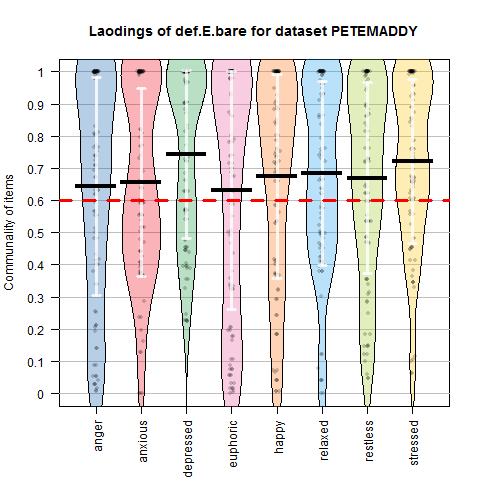 Laodings of def.E.bare for dataset PETEMADDY
Communality of items
1
0.9
0.8
0.7
0.6
0.5
0.4
0.3
0.2
0.1
0
anger
anxious
depressed
euphoric
happy
relaxed
restless
stressed